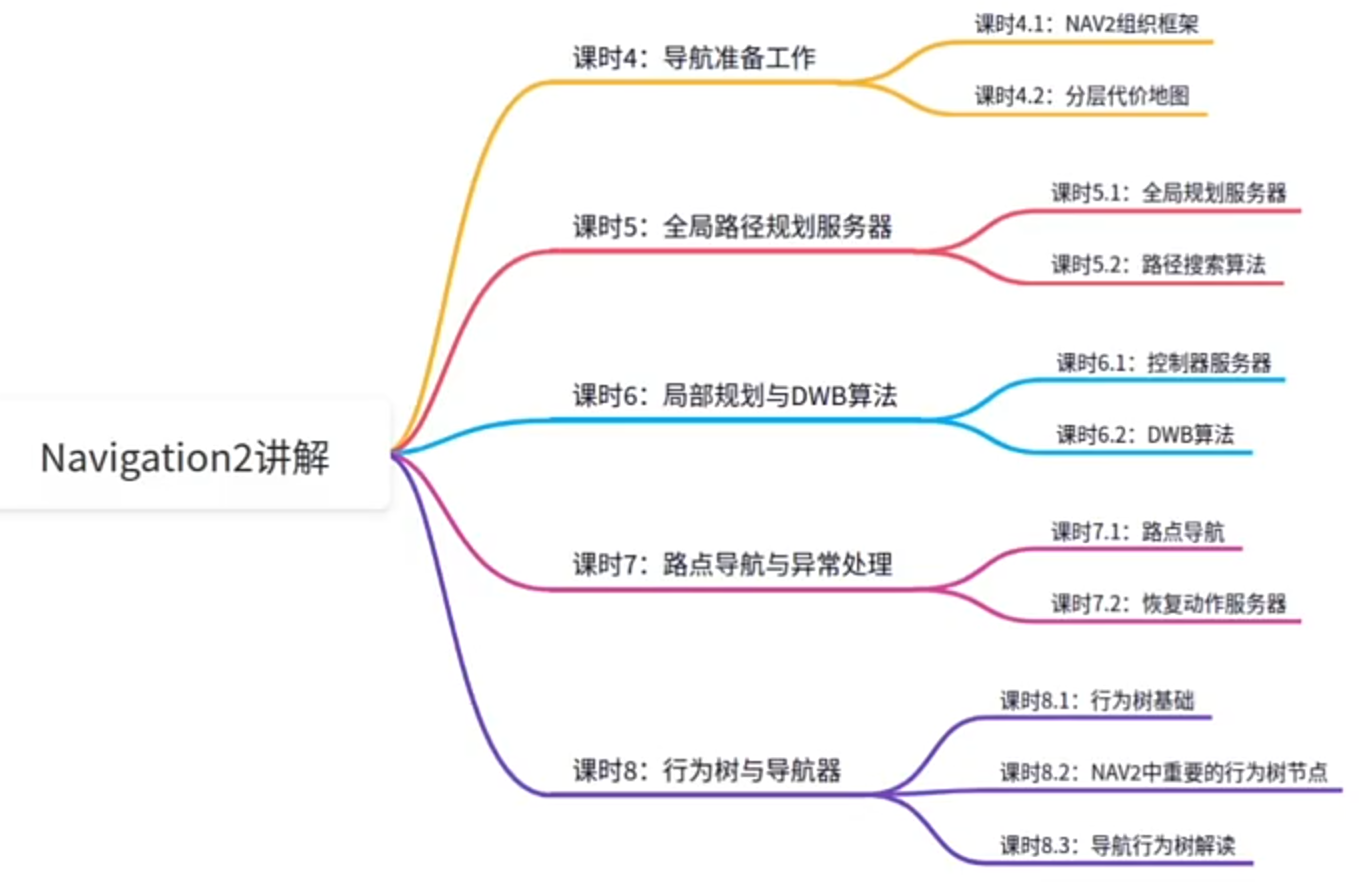 Navigation2讲解
课时4：导航准备工作
课时4.1：NAV2组织框架
课时4.2：分层代价地图
课时5：全局路径规划服务器
课时5.1：全局规划服务器
课时5.2：路径搜索算法
课时6：局部规划与DWB算法
课时6.1：控制器服务器
课时6.2：DWB算法
课时7：路点导航与异常处理
课时7.1：路点导航
课时7.2：恢复动作服务器
课时8：行为树与导航器
课时8.1：行为树基础
课时8.2：NAV2中重要的行为树节点
课时8.3：导航行为树解读